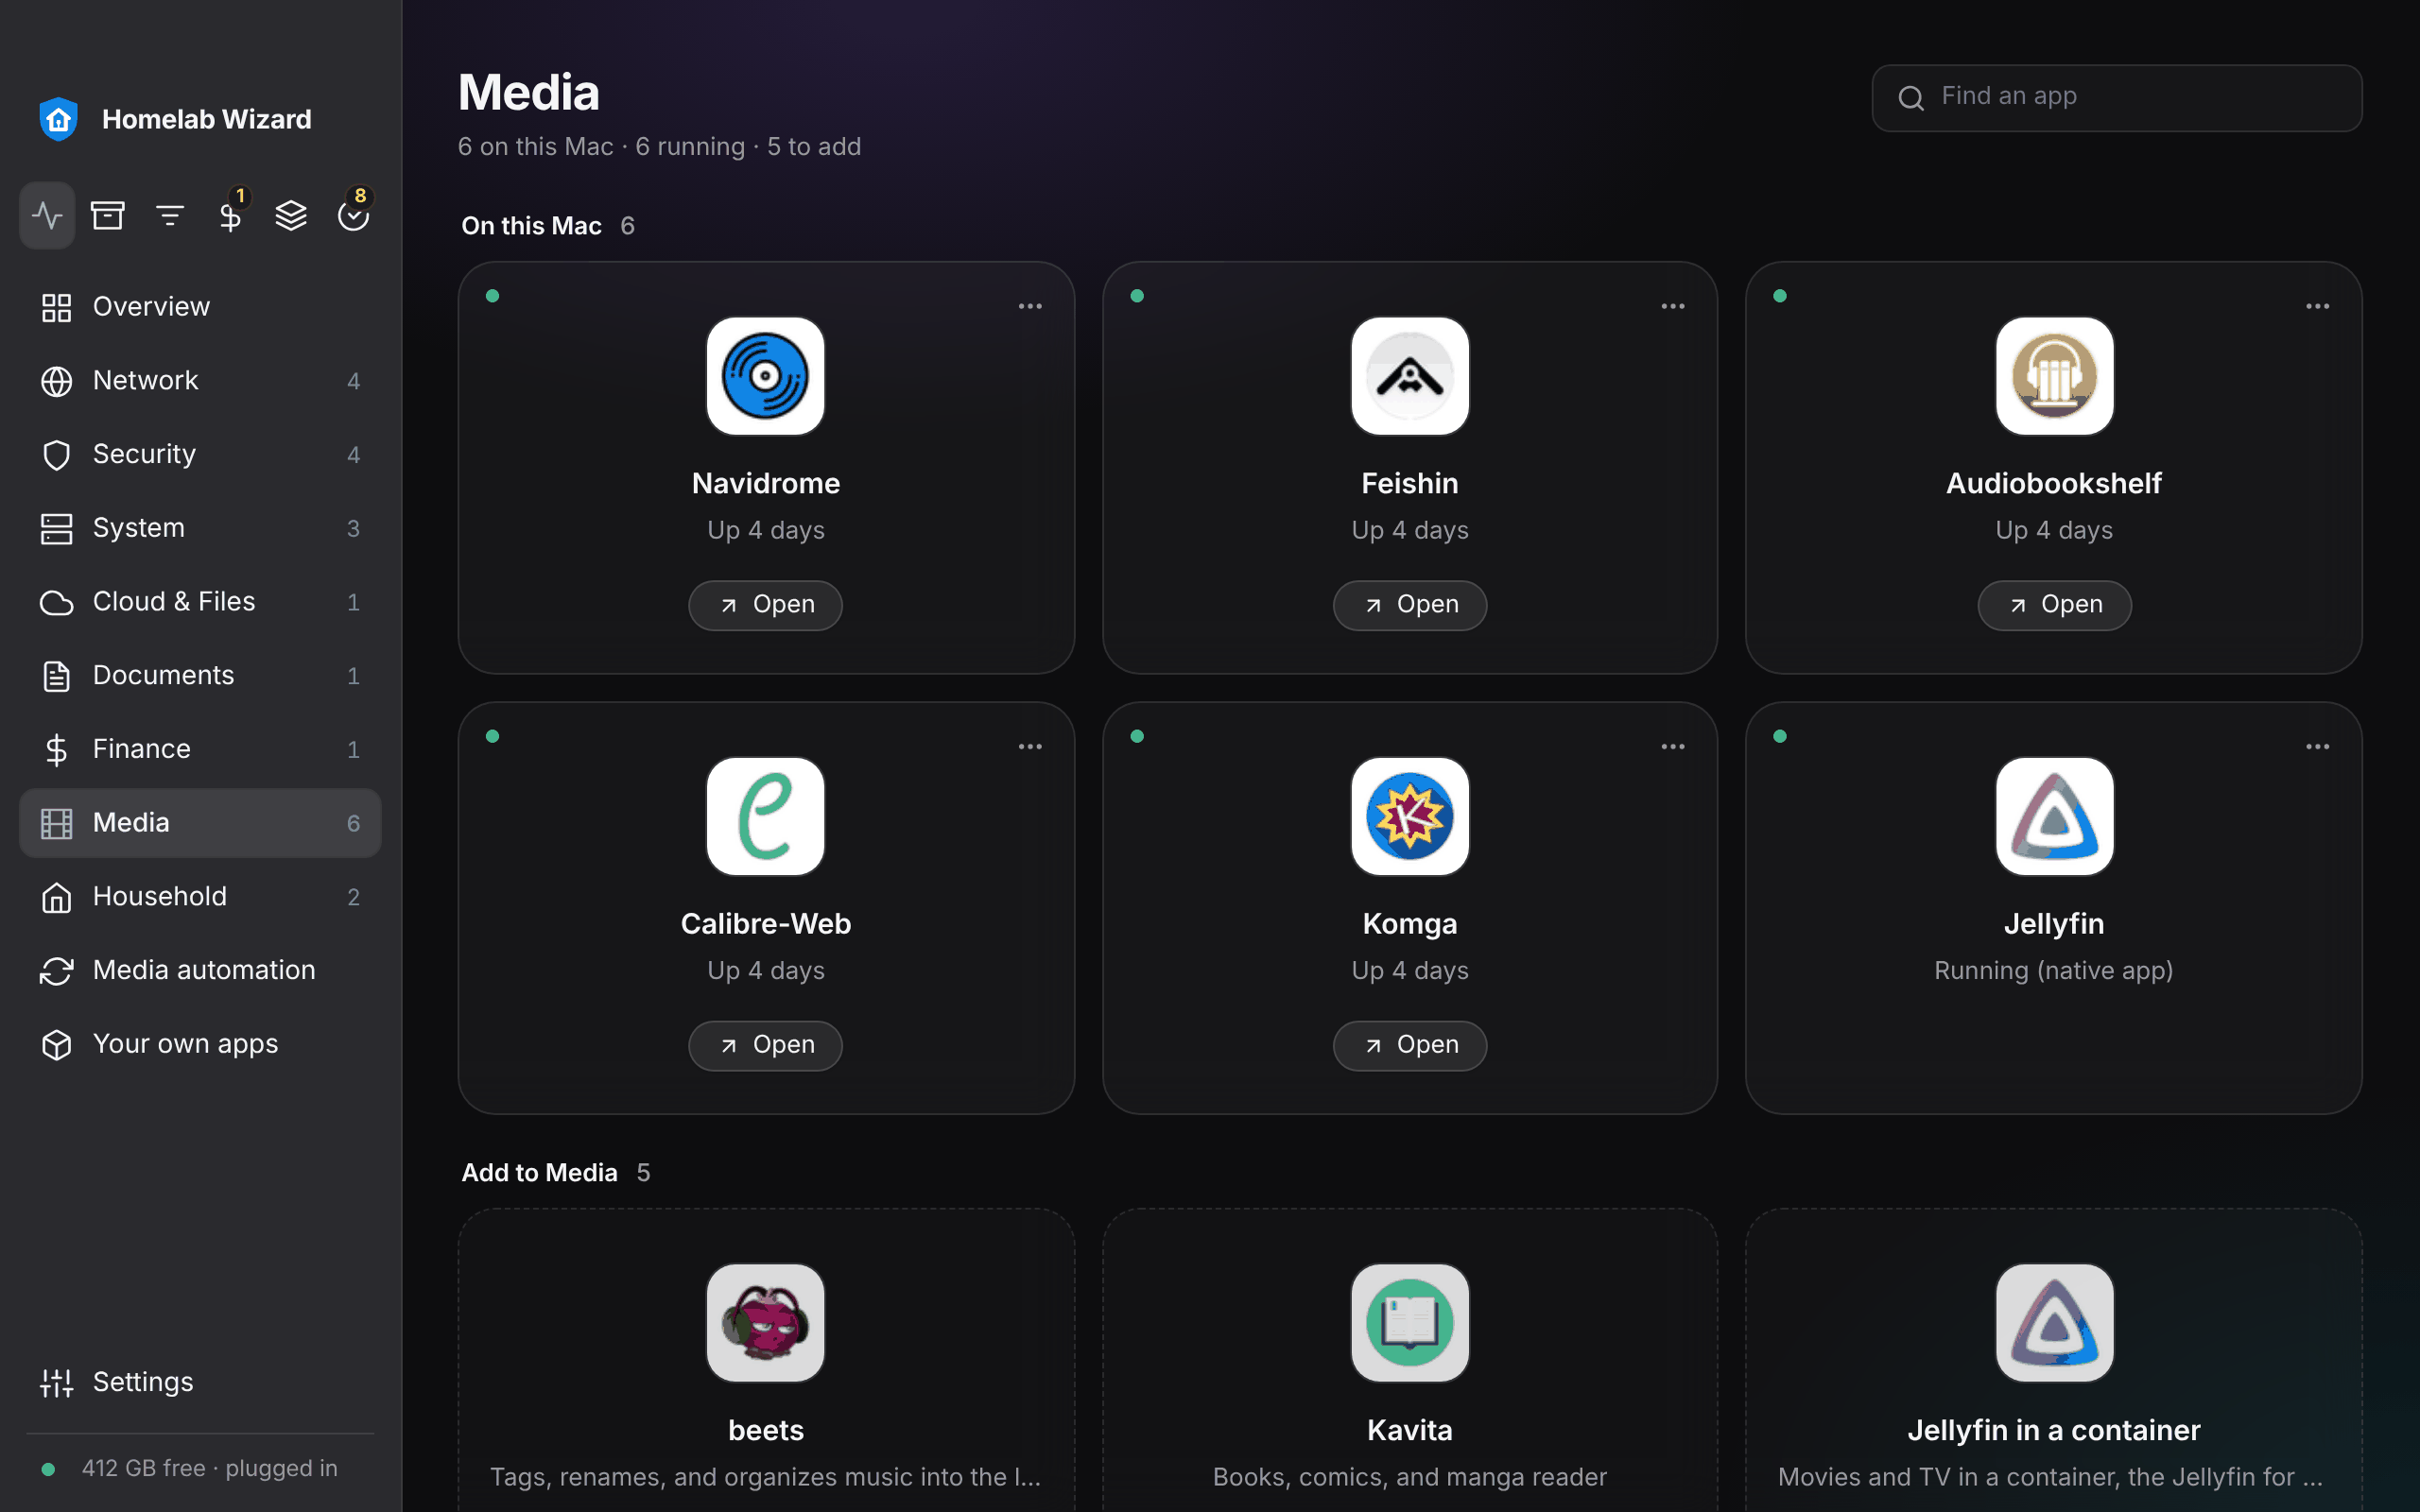 Homelab Wizard
1
8
Overview
Network 4
Security 4
System 3
Cloud & Files 1
Documents 1
Finance 1
Media 6
Household 2
Media automation
Your own apps
Settings
412 GB free · plugged in
Media
6 on this Mac · 6 running · 5 to add
Find an app
On this Mac 6
Navidrome
Up 4 days
Open
Feishin
Up 4 days
Open
Audiobookshelf
Up 4 days
Open
Calibre-Web
Up 4 days
Open
Komga
Up 4 days
Open
Jellyfin
Running (native app)
Add to Media 5
beets
Tags, renames, and organizes music into the l...
Kavita
Books, comics, and manga reader
Jellyfin in a container
Movies and TV in a container, the Jellyfin for ...